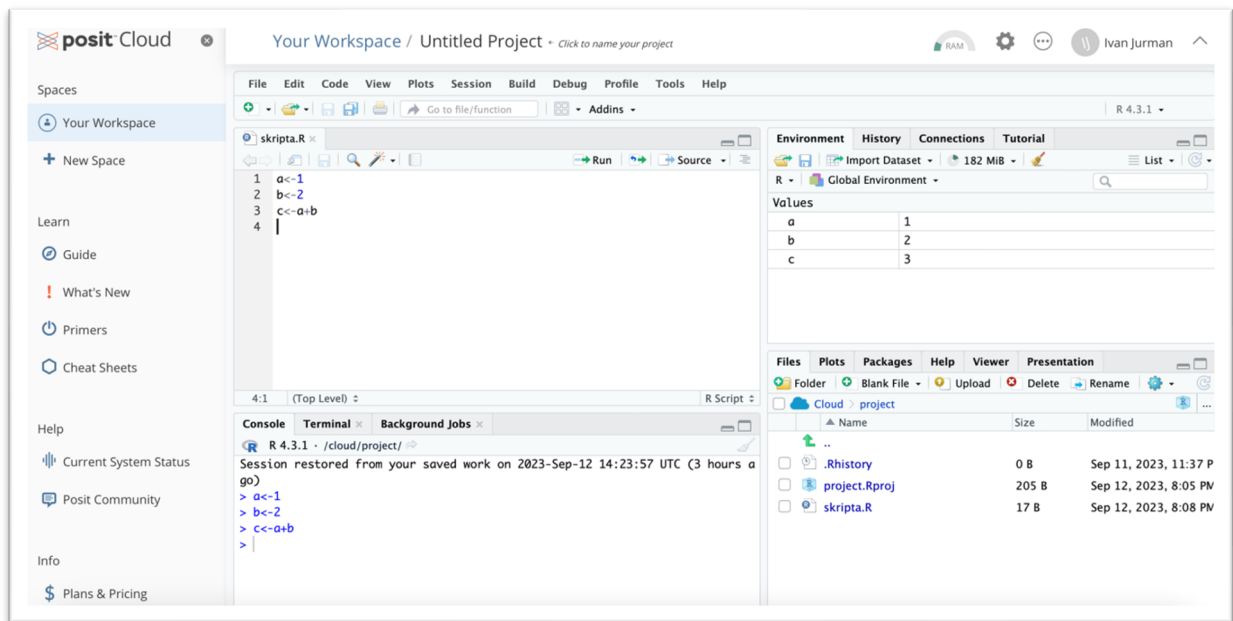 posit Cloud
Your Workspace / Untitled Project • Click to name your project
RAM
IJ Ivan Jurman
Spaces
Your Workspace
New Space
Learn
Guide
What's New
Primers
Cheat Sheets
Help
Current System Status
Posit Community
Info
$ Plans & Pricing
File Edit Code View Plots Session Build Debug Profile Tools Help
Go to file/function Addins R 4.3.1
skripta.R
Run Source
1 a<-1
2 b<-2
3 c<-a+b
4
4:1 (Top Level) R Script
Console Terminal Background Jobs
R 4.3.1 · /cloud/project/
Session restored from your saved work on 2023-Sep-12 14:23:57 UTC (3 hours a
go)
> a<-1
> b<-2
> c<-a+b
>
Environment History Connections Tutorial
Import Dataset 182 MiB List
R Global Environment
Values
a 1
b 2
c 3
Files Plots Packages Help Viewer Presentation
Folder Blank File Upload Delete Rename
Cloud > project R ...
Name Size Modified
..
.Rhistory 0 B Sep 11, 2023, 11:37 P
project.Rproj 205 B Sep 12, 2023, 8:05 PM
skripta.R 17 B Sep 12, 2023, 8:08 PM